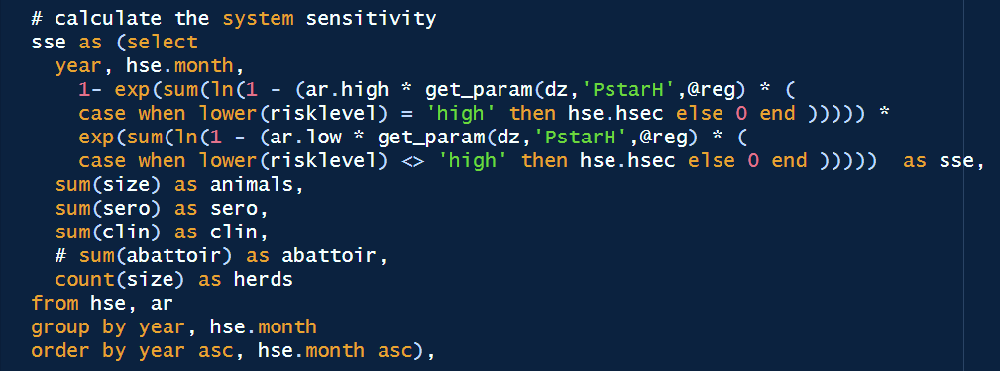 # calculate the system sensitivity
sse as (select
  year, hse.month,
    1- exp(sum(ln(1 - (ar.high * get_param(dz,'PstarH',@reg) * (
    case when lower(risklevel) = 'high' then hse.hsec else 0 end ))))) *
    exp(sum(ln(1 - (ar.low * get_param(dz,'PstarH',@reg) * (
    case when lower(risklevel) <> 'high' then hse.hsec else 0 end )))))  as sse,
  sum(size) as animals,
  sum(sero) as sero,
  sum(clin) as clin,
  # sum(abattoir) as abattoir,
  count(size) as herds
from hse, ar
group by year, hse.month
order by year asc, hse.month asc),